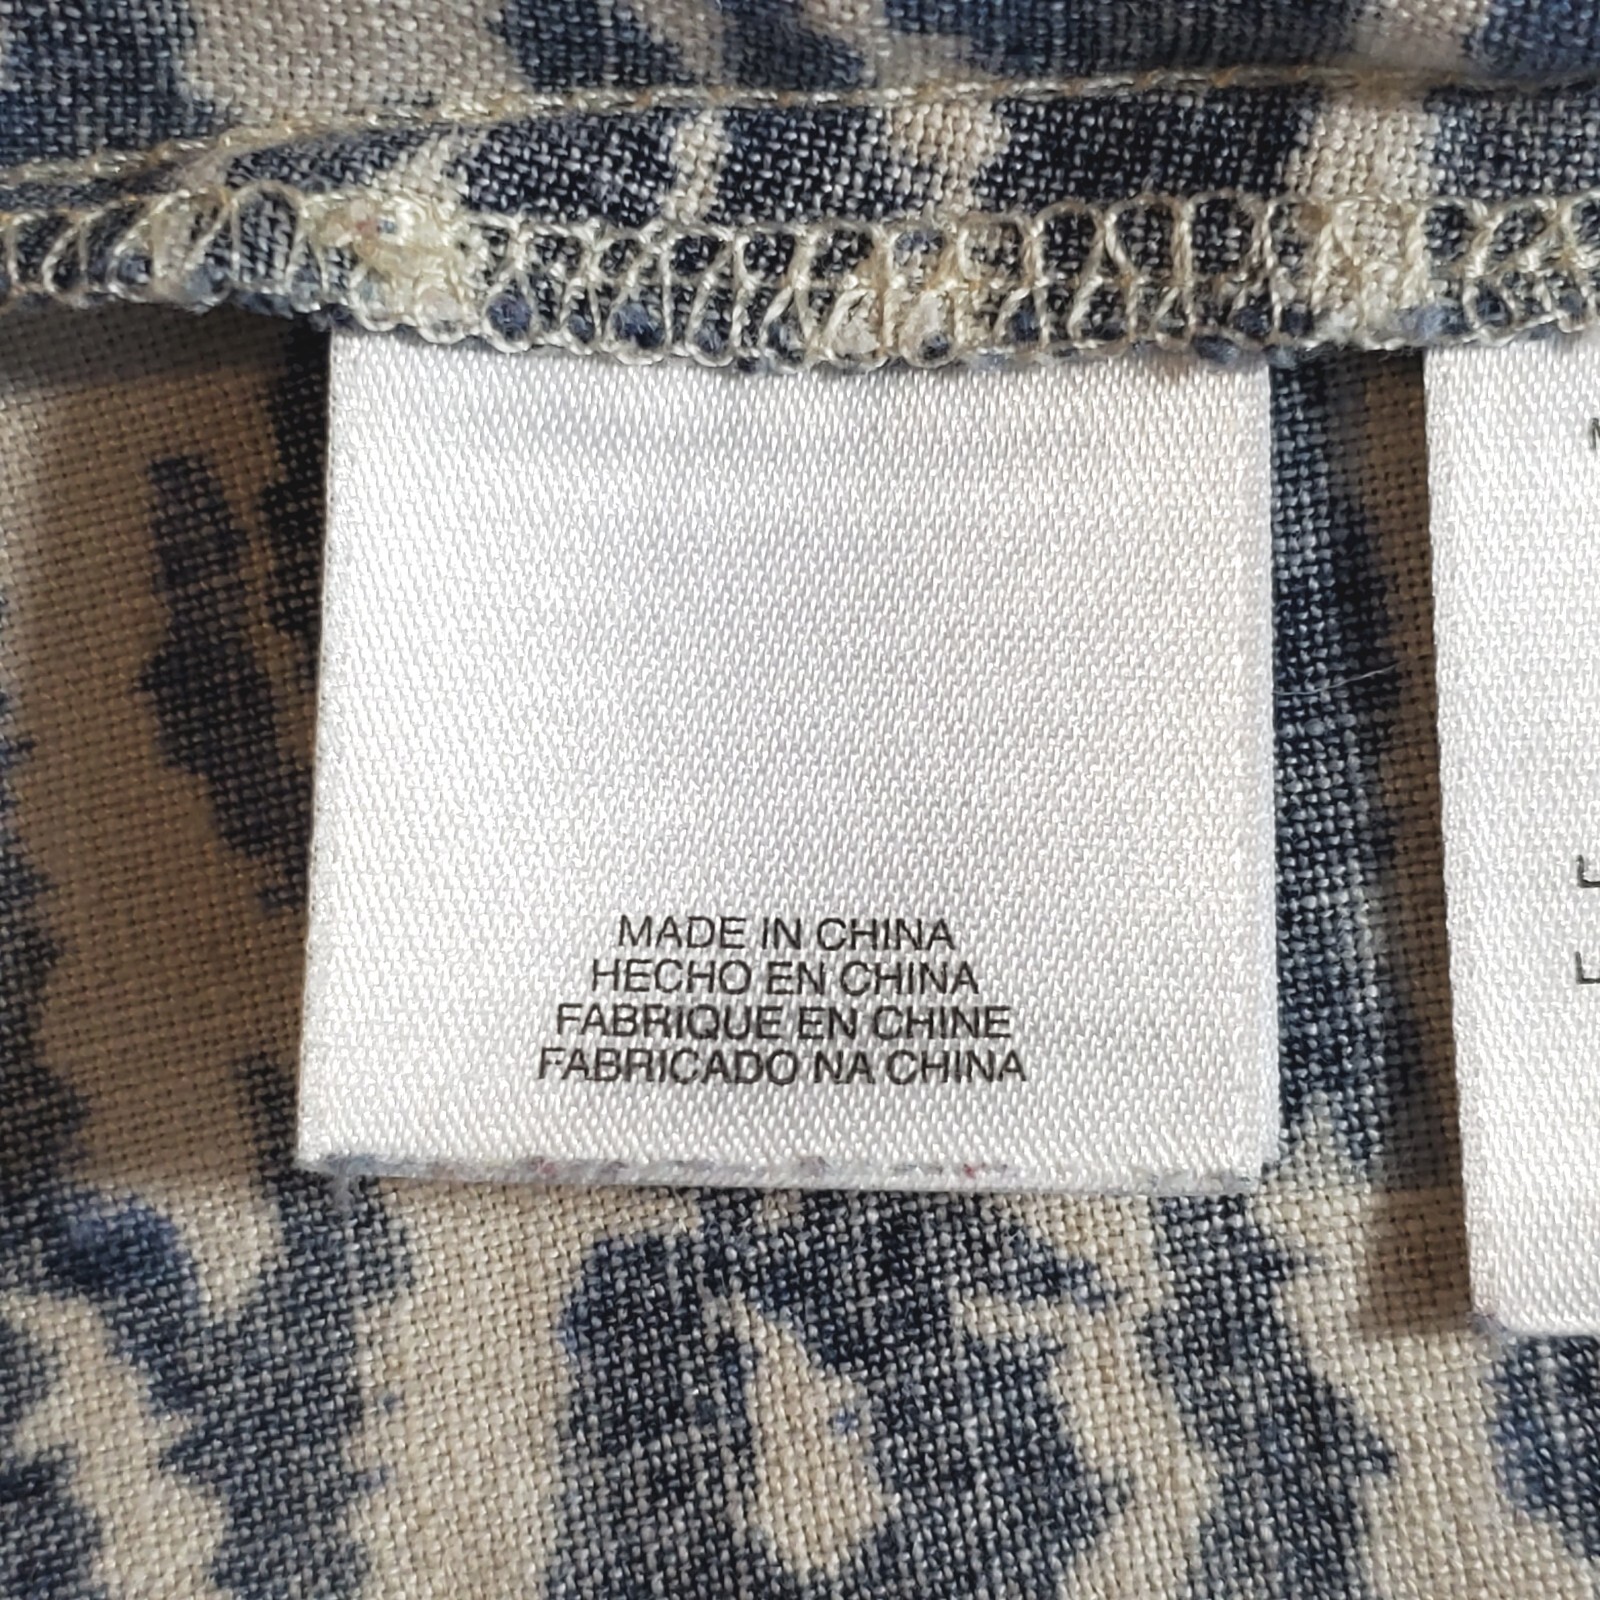 MADE IN CHINA
HECHO EN CHINA
FABRIQUE EN CHINE
FABRICADO NA CHINA